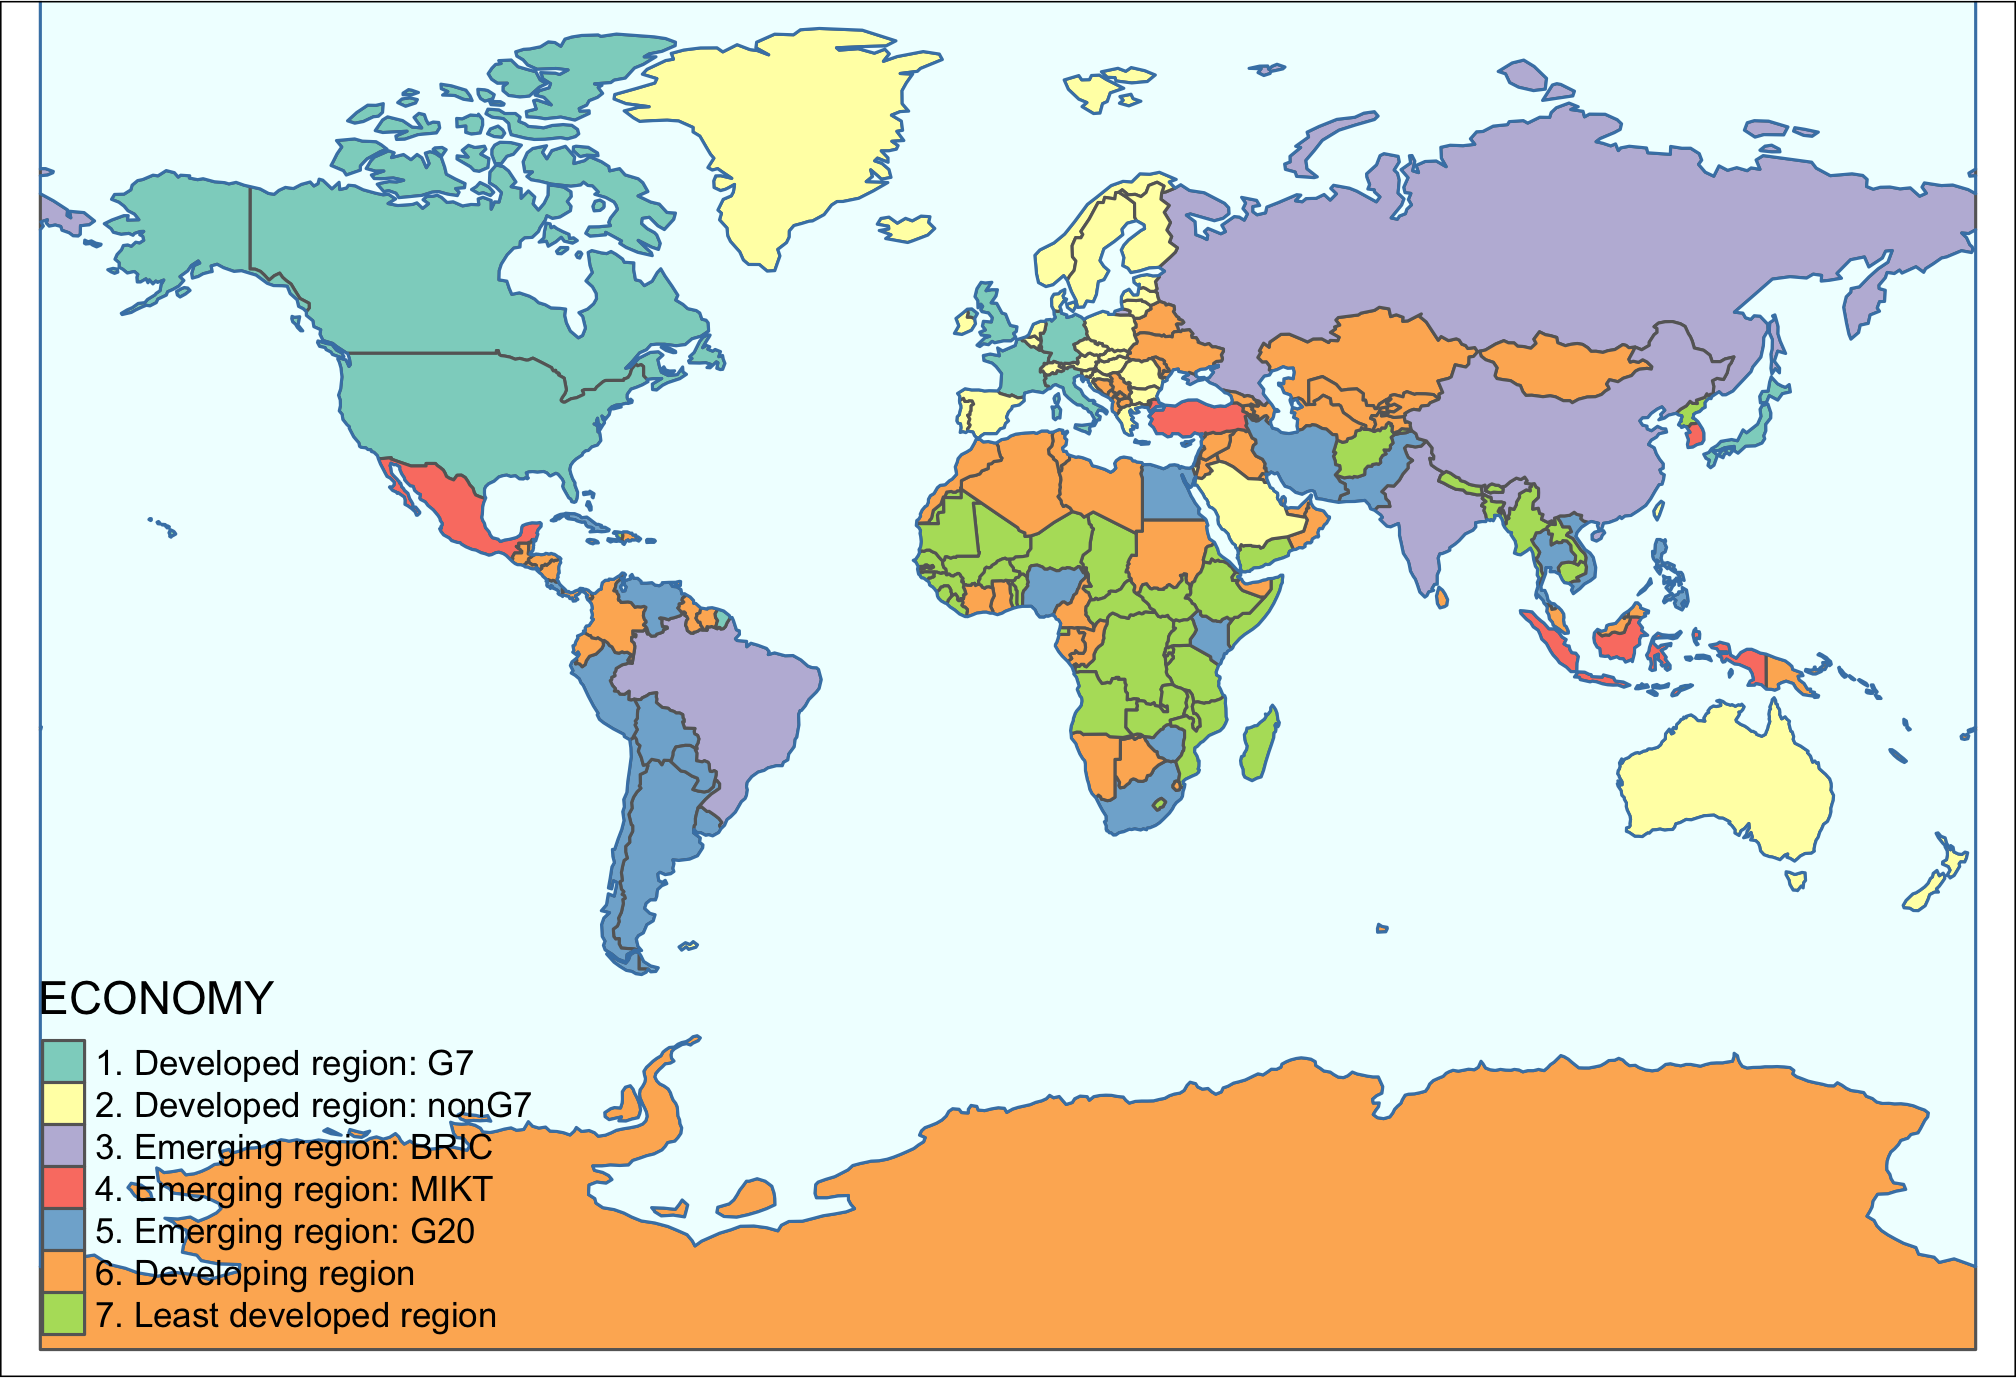 ECONOMY
1. Developed region: G7
2. Developed region: nonG7
3. Emerging region: BRIC
4. Emerging region: MIKT
5. Emerging region: G20
6. Developing region
7. Least developed region